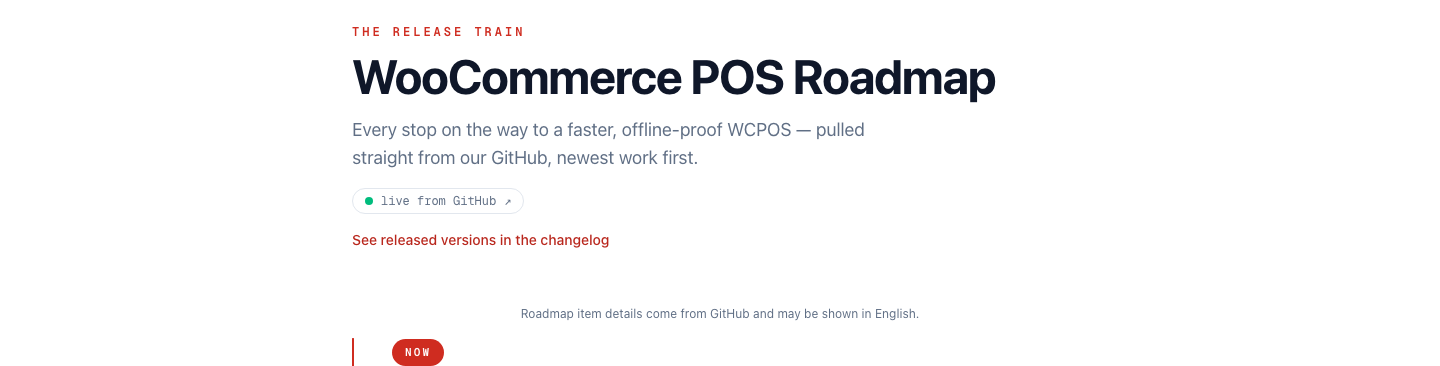 THE RELEASE TRAIN
WooCommerce POS Roadmap
Every stop on the way to a faster, offline-proof WCPOS — pulled
straight from our GitHub, newest work first.
live from GitHub ↗
See released versions in the changelog
Roadmap item details come from GitHub and may be shown in English.
NOW